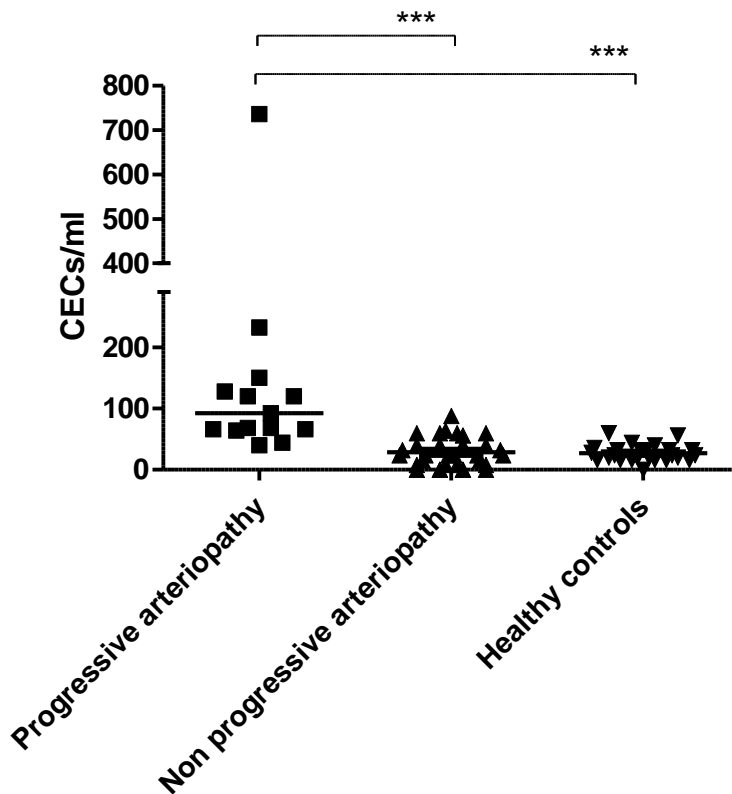 ***
***
800
700
600
500
400
200
100
0
CECs/ml
Progressive arteriopathy
Non progressive arteriopathy
Healthy controls